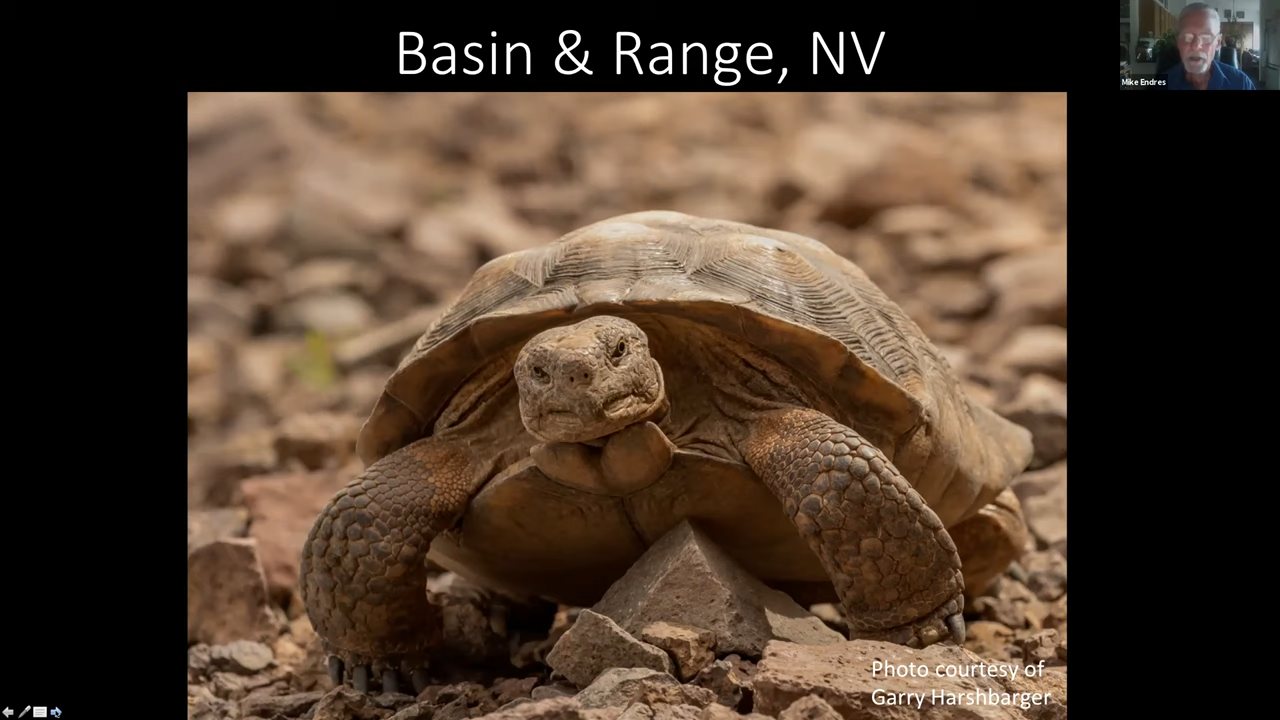 Basin & Range, NV
Mike Endres
Photo courtesy of
Garry Harshbarger